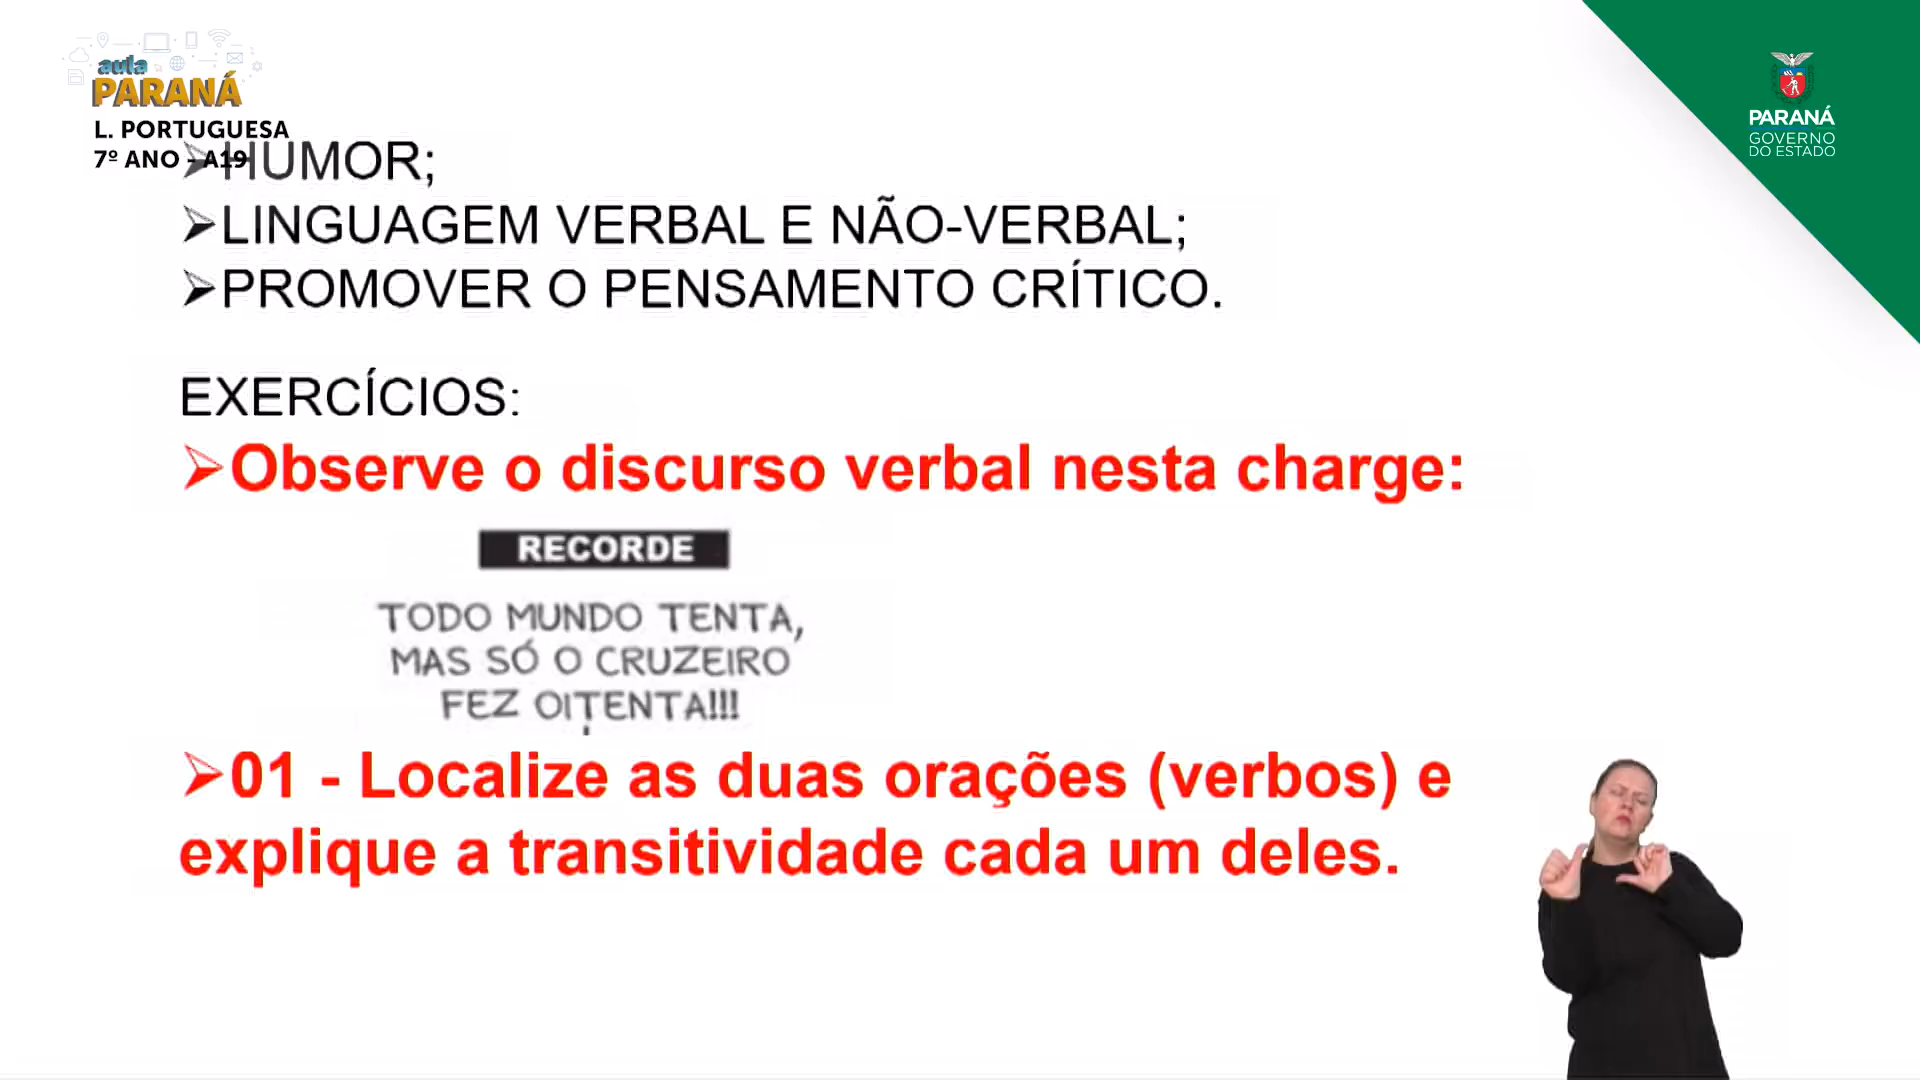 aula
PARANÁ
L. PORTUGUESA
7º ANO - A19
PARANÁ
GOVERNO
DO ESTADO
➢HUMOR;
➢LINGUAGEM VERBAL E NÃO-VERBAL;
➢PROMOVER O PENSAMENTO CRÍTICO.
EXERCÍCIOS:
➢Observe o discurso verbal nesta charge:
RECORDE
TODO MUNDO TENTA,
MAS SÓ O CRUZEIRO
FEZ OITENTA!!!
➢01 - Localize as duas orações (verbos) e
explique a transitividade cada um deles.